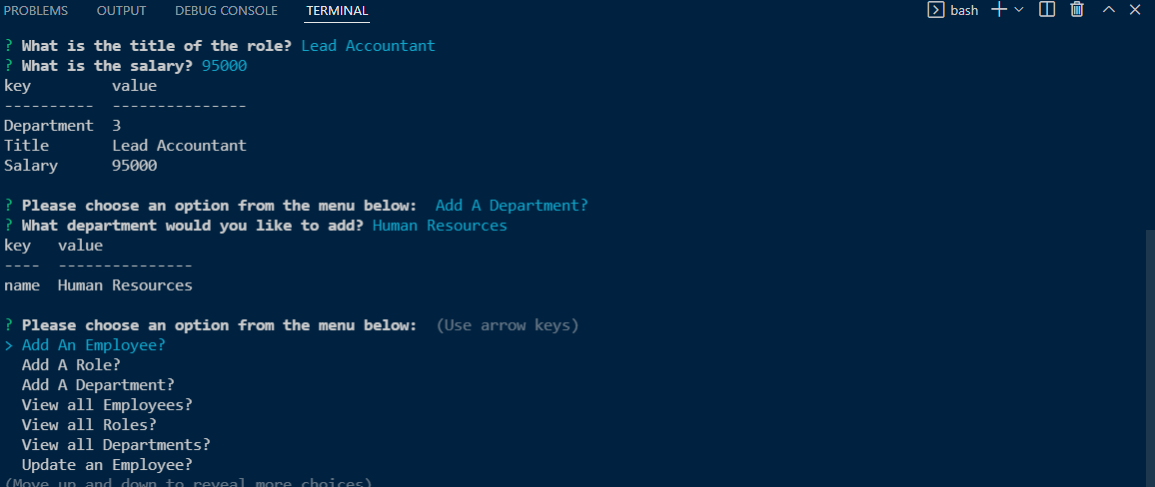 PROBLEMS OUTPUT DEBUG CONSOLE TERMINAL bash
? What is the title of the role? Lead Accountant
? What is the salary? 95000
key value
---------- ---------------
Department 3
Title Lead Accountant
Salary 95000
? Please choose an option from the menu below: Add A Department?
? What department would you like to add? Human Resources
key value
---- ---------------
name Human Resources
? Please choose an option from the menu below: (Use arrow keys)
> Add An Employee?
Add A Role?
Add A Department?
View all Employees?
View all Roles?
View all Departments?
Update an Employee?
(Move up and down to reveal more choices)